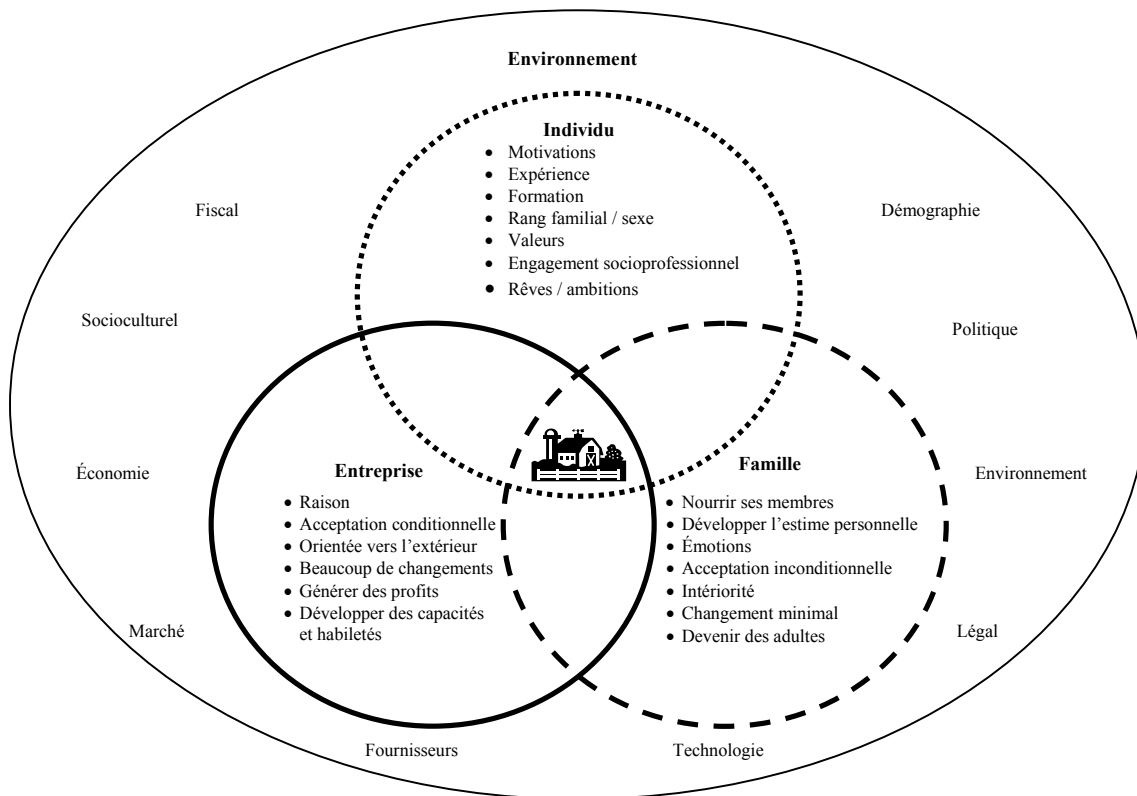 Environnement
Individu
• Motivations
• Expérience
• Formation
• Rang familial / sexe
• Valeurs
• Engagement socioprofessionnel
• Rêves / ambitions
Fiscal
Démographie
Socioculturel
Politique
Économie
Environnement
Entreprise
• Raison
• Acceptation conditionnelle
• Orientée vers l’extérieur
• Beaucoup de changements
• Générer des profits
• Développer des capacités
et habiletés
Famille
• Nourrir ses membres
• Développer l’estime personnelle
• Émotions
• Acceptation inconditionnelle
• Intériorité
• Changement minimal
• Devenir des adultes
Marché
Légal
Fournisseurs
Technologie